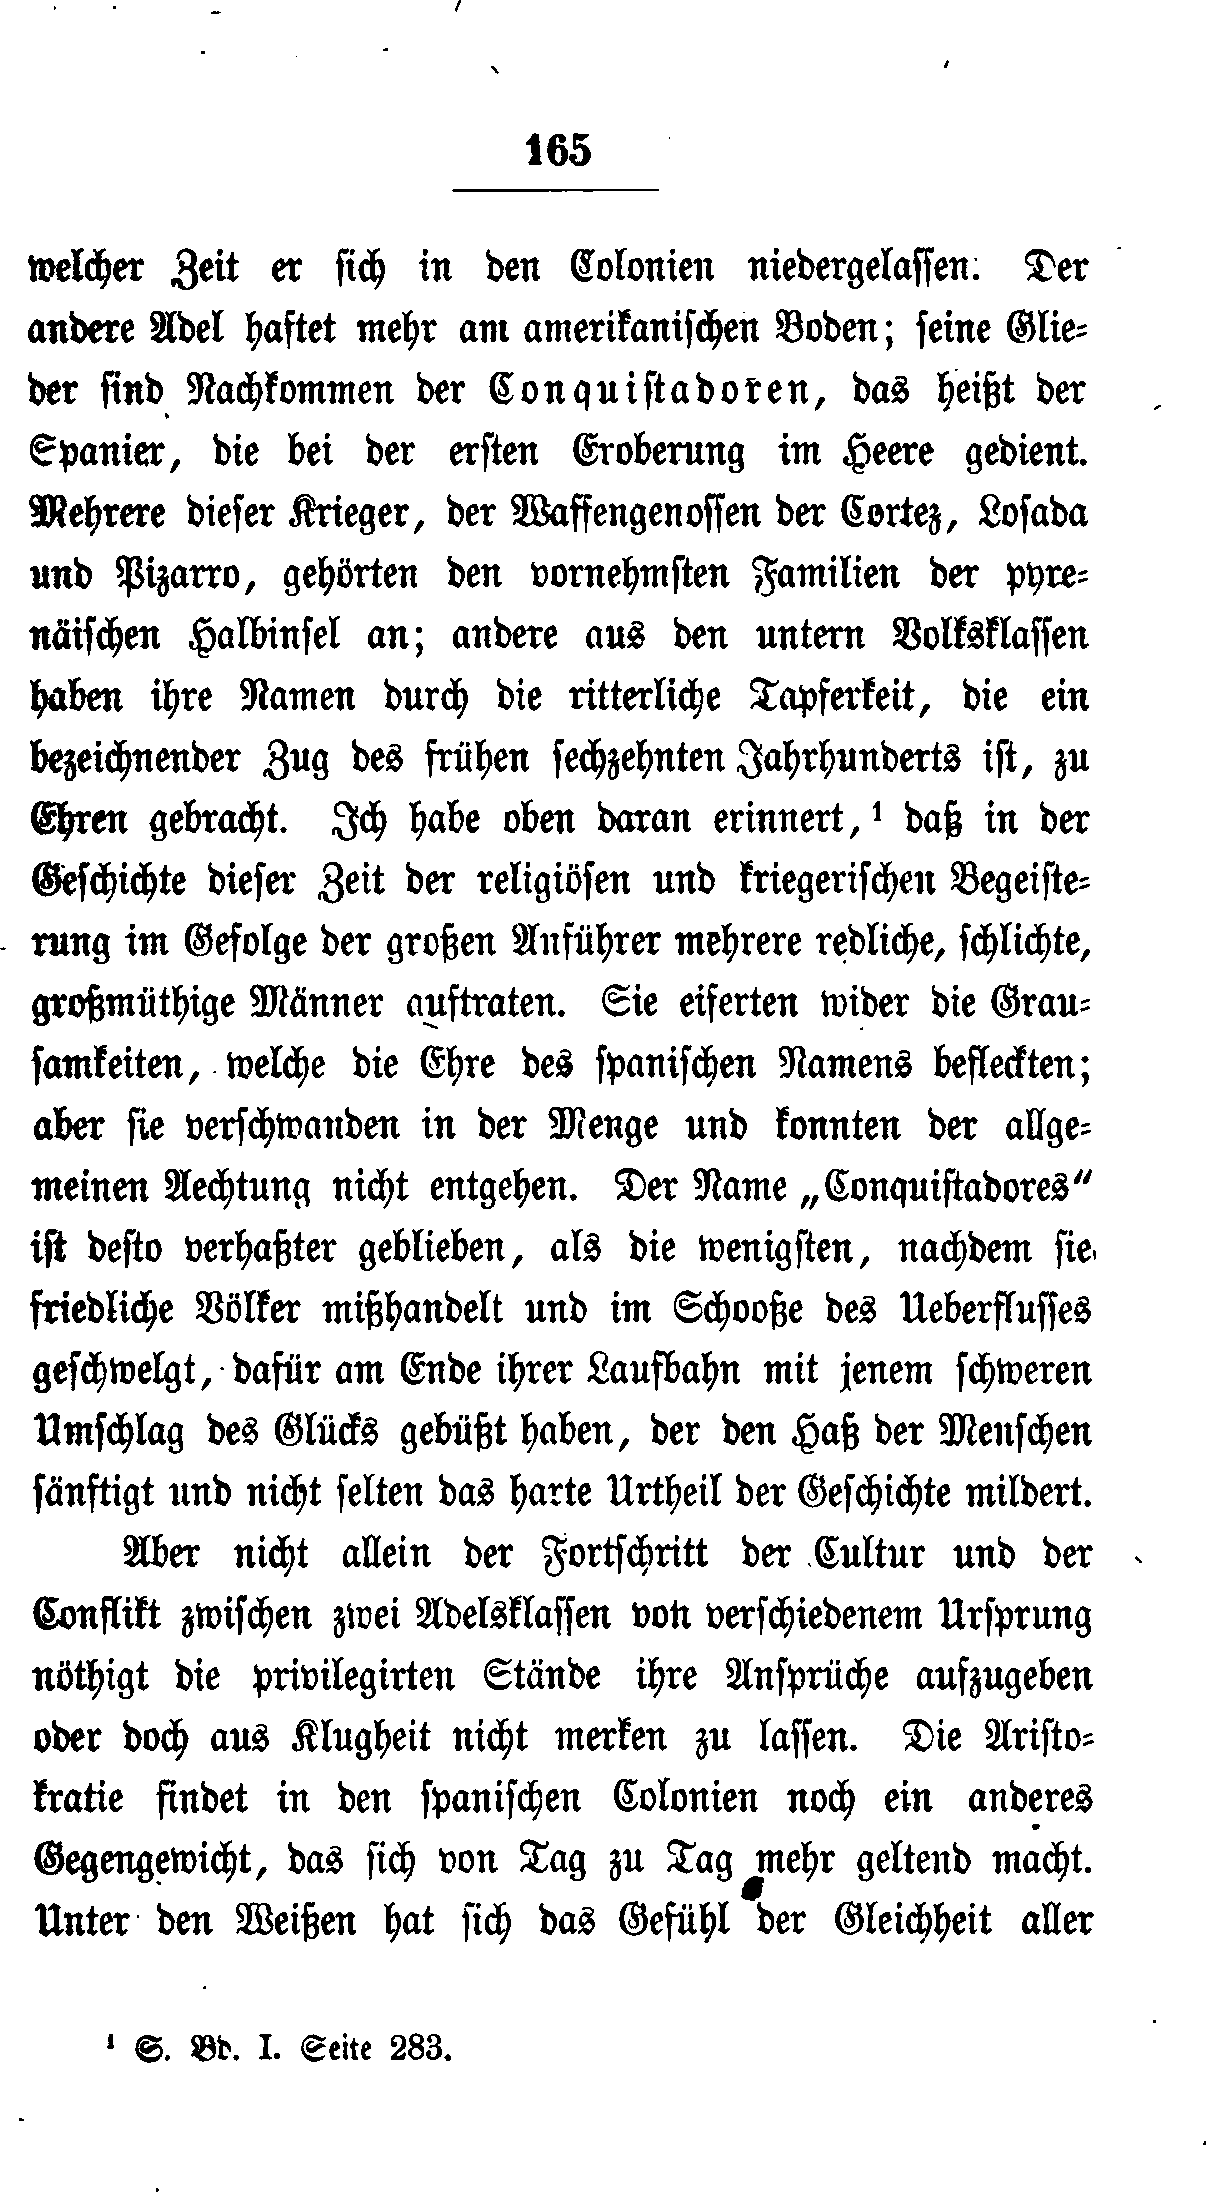 165
welcher Zeit er sich in den Colonien niedergelassen. Der
andere Adel haftet mehr am amerikanischen Boden; seine Glie-
der sind Nachkommen der Conquistadoren, das heißt der
Spanier, die bei der ersten Eroberung im Heere gedient.
Mehrere dieser Krieger, der Waffengenossen der Cortez, Losada
und Pizarro, gehörten den vornehmsten Familien der pyre-
näischen Halbinsel an; andere aus den untern Volksklassen
haben ihre Namen durch die ritterliche Tapferkeit, die ein
bezeichnender Zug des frühen sechzehnten Jahrhunderts ist, zu
Ehren gebracht. Ich habe oben daran erinnert,¹ daß in der
Geschichte dieser Zeit der religiösen und kriegerischen Begeiste-
rung im Gefolge der großen Anführer mehrere redliche, schlichte,
großmüthige Männer auftraten. Sie eiferten wider die Grau-
samkeiten, welche die Ehre des spanischen Namens befleckten;
aber sie verschwanden in der Menge und konnten der allge-
meinen Aechtung nicht entgehen. Der Name „Conquistadores“
ist desto verhaßter geblieben, als die wenigsten, nachdem sie
friedliche Völker mißhandelt und im Schooße des Ueberflusses
geschwelgt, dafür am Ende ihrer Laufbahn mit jenem schweren
Umschlag des Glücks gebüßt haben, der den Haß der Menschen
sänftigt und nicht selten das harte Urtheil der Geschichte mildert.
Aber nicht allein der Fortschritt der Cultur und der
Conflikt zwischen zwei Adelsklassen von verschiedenem Ursprung
nöthigt die privilegirten Stände ihre Ansprüche aufzugeben
oder doch aus Klugheit nicht merken zu lassen. Die Aristo-
kratie findet in den spanischen Colonien noch ein anderes
Gegengewicht, das sich von Tag zu Tag mehr geltend macht.
Unter den Weißen hat sich das Gefühl der Gleichheit aller
¹ S. Bd. I. Seite 283.